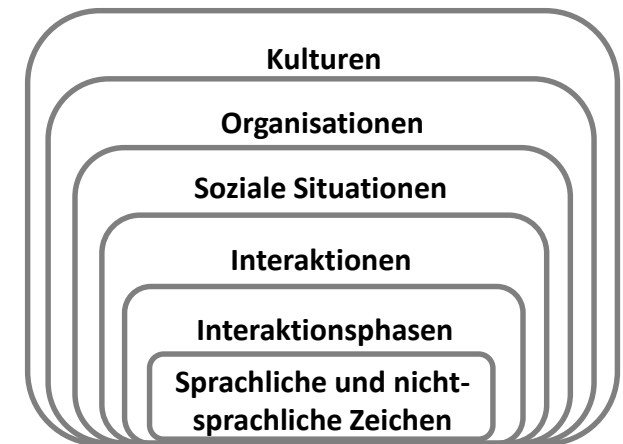 Kulturen
Organisationen
Soziale Situationen
Interaktionen
Interaktionsphasen
Sprachliche und nicht-
sprachliche Zeichen